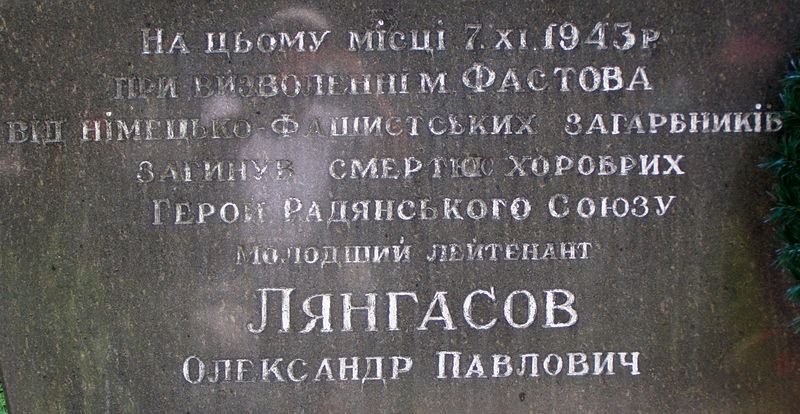 На цьому місці 7.XI.1943р
при визволенні м Фастова
від німецько-фашистських загарбників
загинув смертю хоробрих
Герой Радянського Союзу
молодший лейтенант
Лянгасов
Олександр Павлович